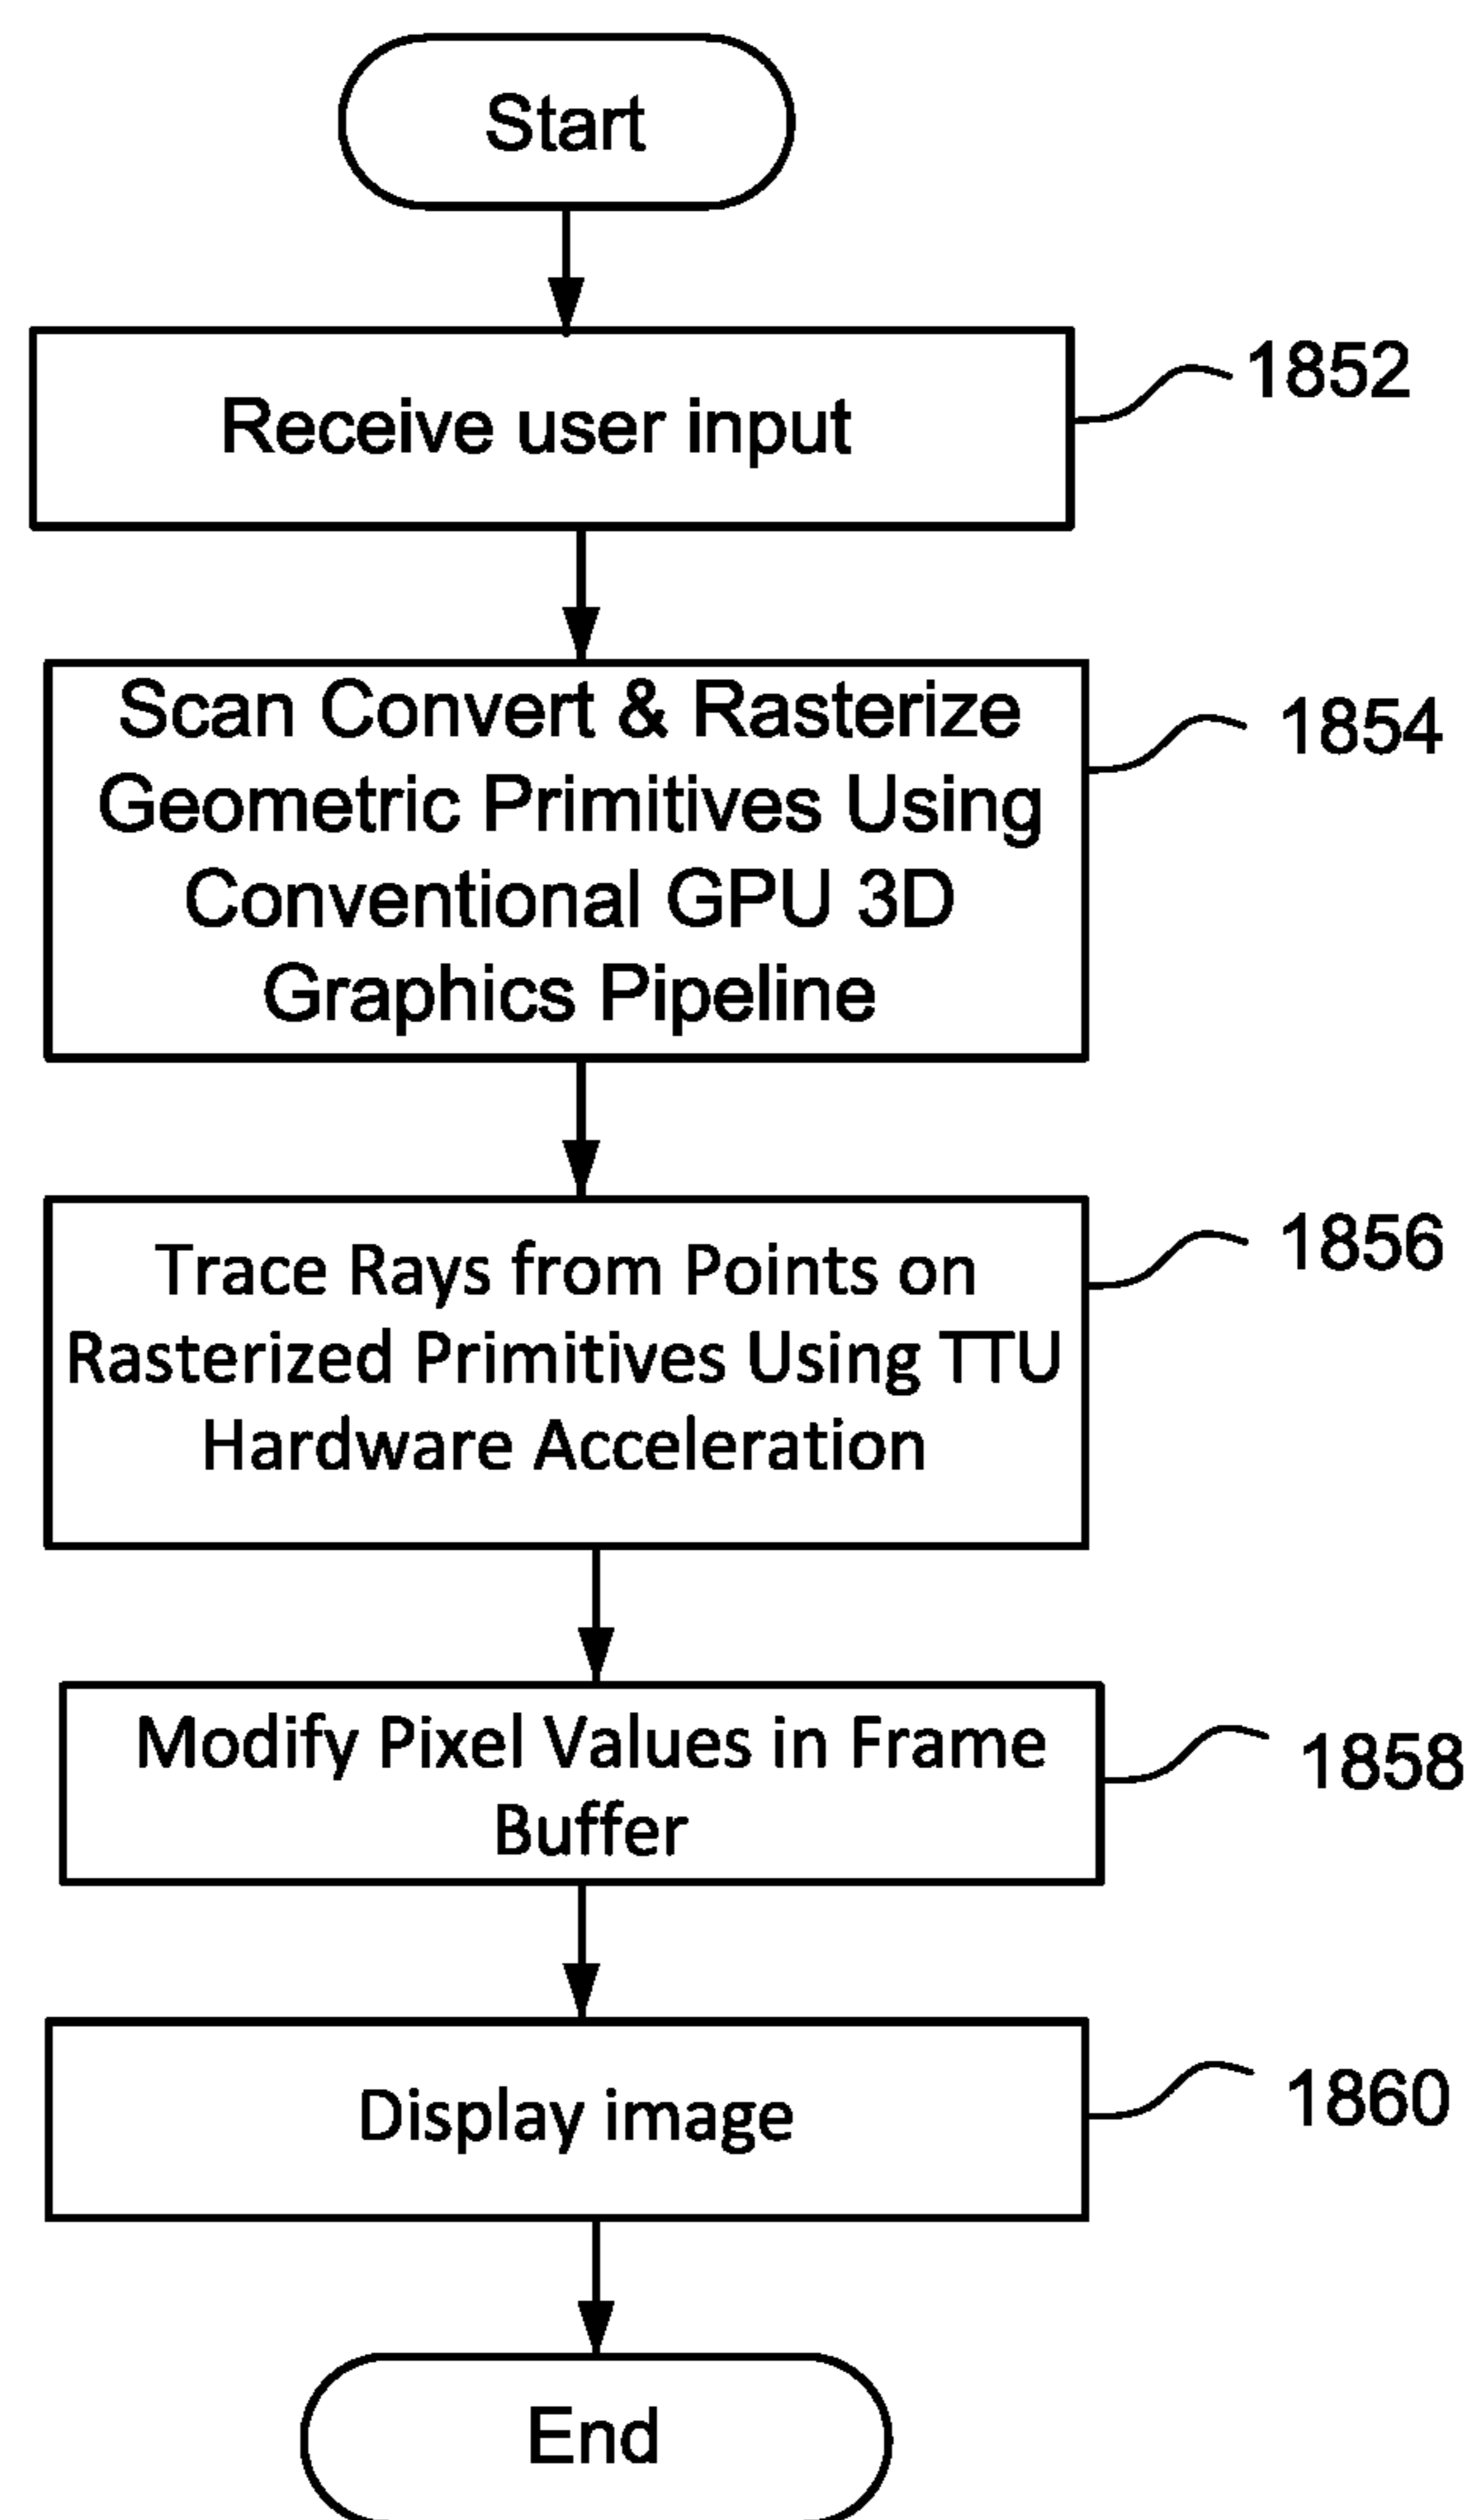 Start
Receive user input
1852
Scan Convert & Rasterize
Geometric Primitives Using
Conventional GPU 3D
Graphics Pipeline
1854
Trace Rays from Points on
Rasterized Primitives Using TTU
Hardware Acceleration
1856
Modify Pixel Values in Frame
Buffer
1858
Display image
1860
End